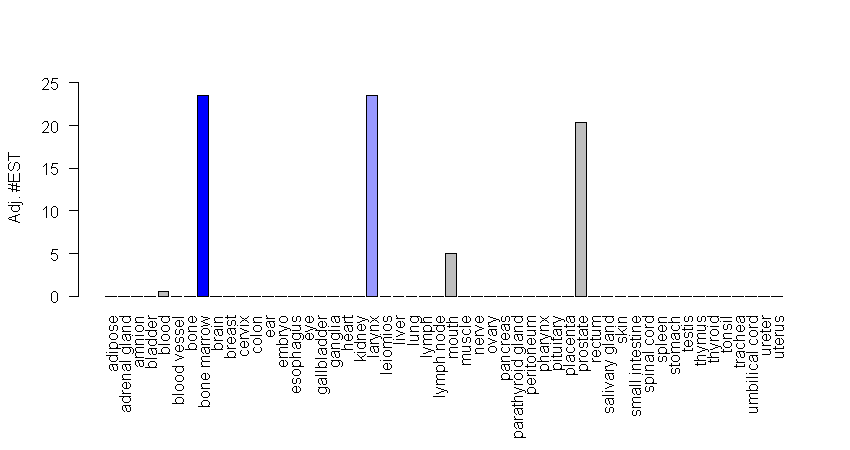 Adj. #EST
25
20
15
10
5
0
adipose
adrenal gland
amnion
bladder
blood
blood vessel
bone
bone marrow
brain
breast
cervix
colon
ear
embryo
esophagus
eye
gallbladder
ganglia
heart
kidney
larynx
leiomios
liver
lung
lymph
lymph node
mouth
muscle
nerve
ovary
pancreas
parathyroid gland
peritoneum
pharynx
pituitary
placenta
prostate
rectum
salivary gland
skin
small intestine
spinal cord
spleen
stomach
testis
thymus
thyroid
tonsil
trachea
umbilical cord
ureter
uterus